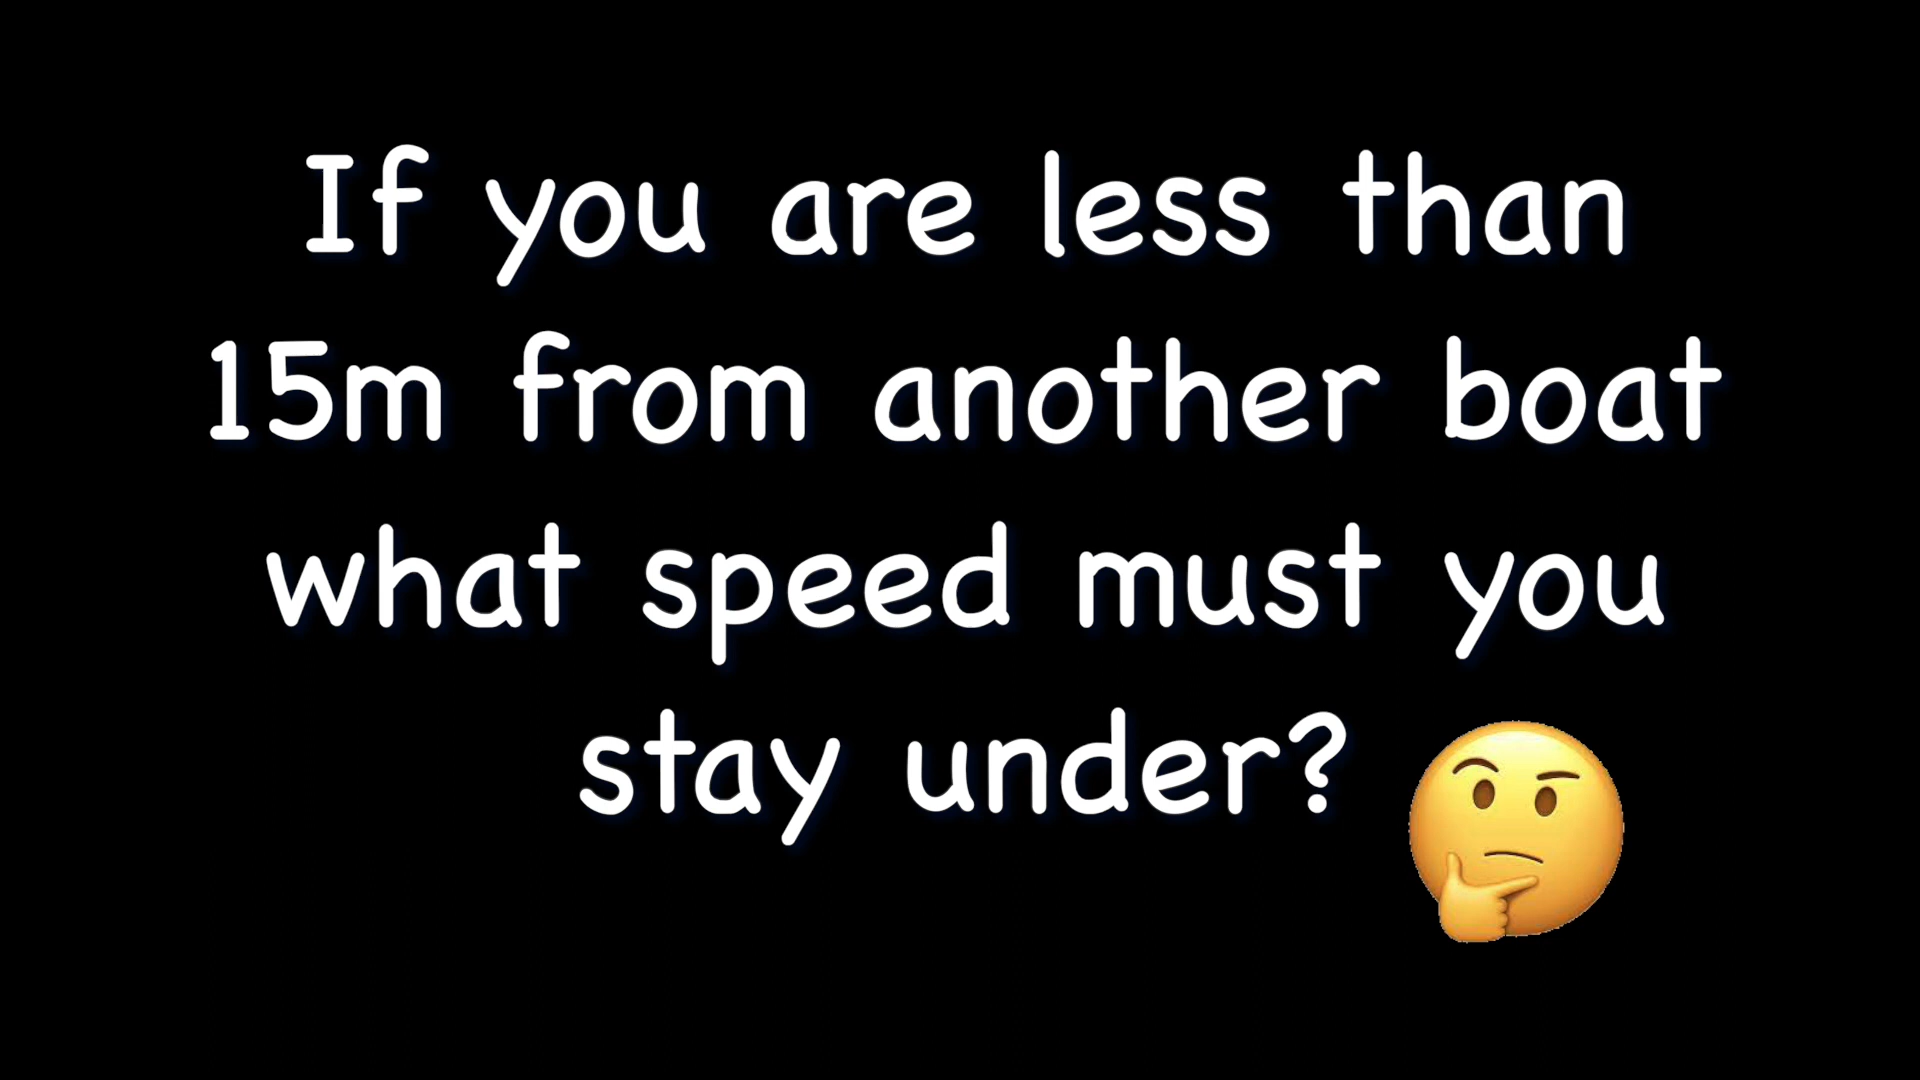 If you are less than
15m from another boat
what speed must you
stay under?